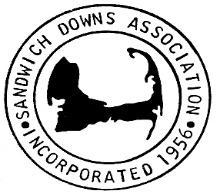 SANDWICH DOWNS ASSOCIATION
•INCORPORATED 1956•